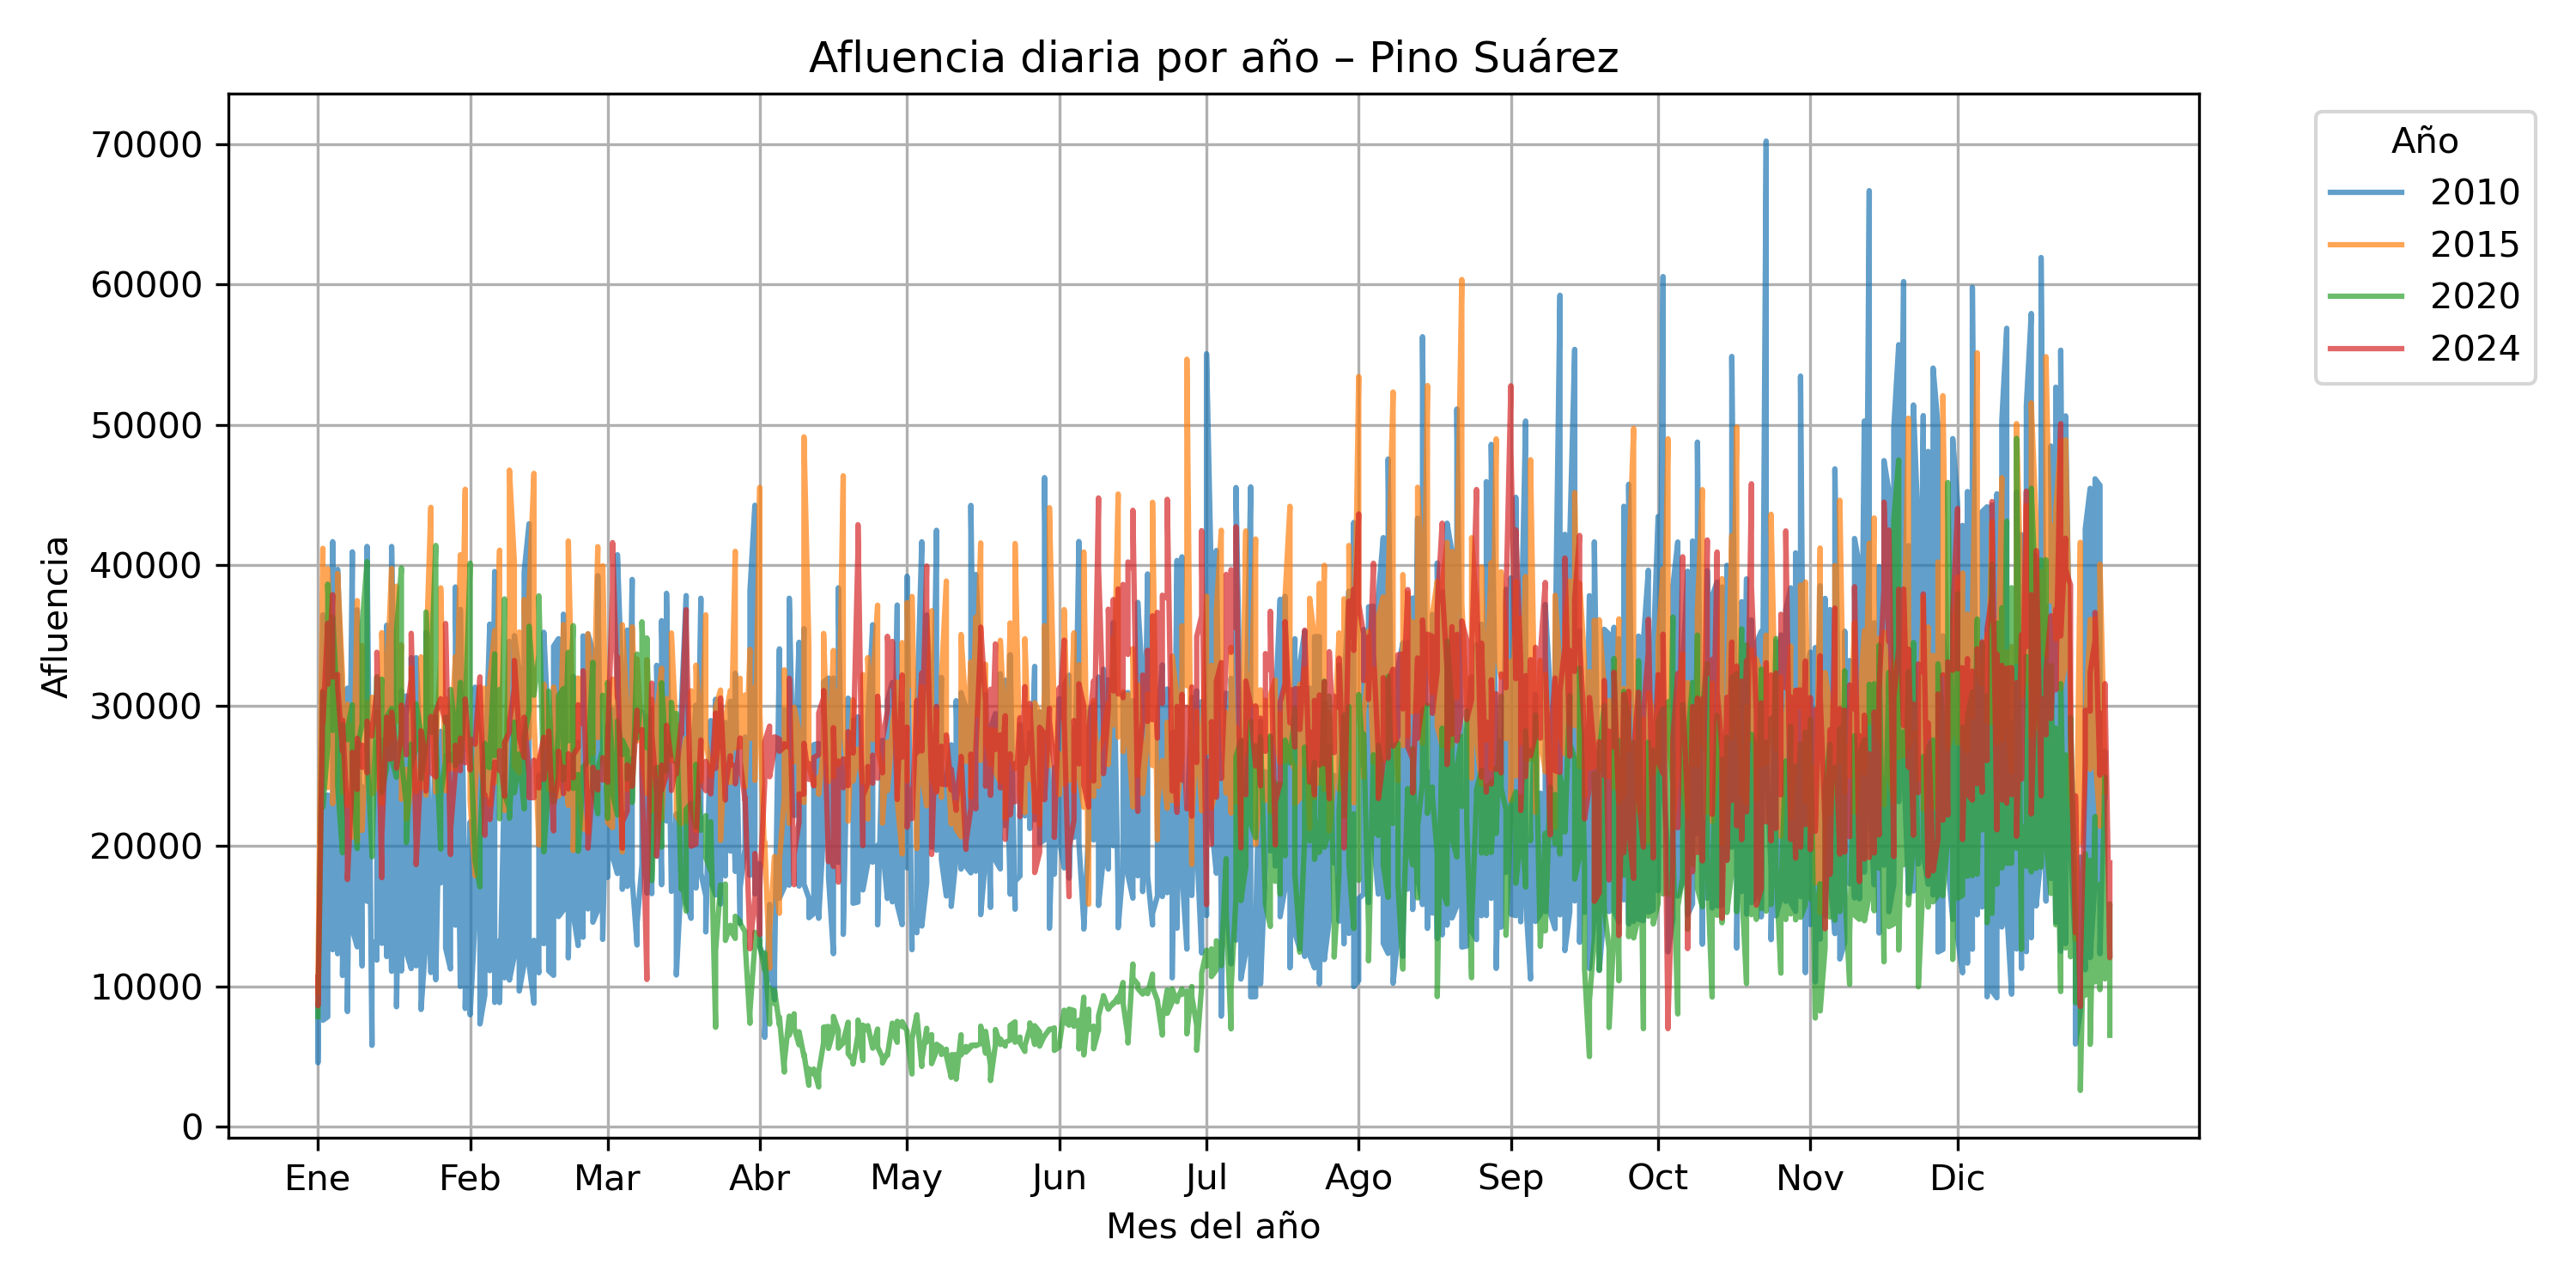 Afluencia diaria por año – Pino Suárez
Afluencia
70000
60000
50000
40000
30000
20000
10000
0
Ene Feb Mar Abr May Jun Jul Ago Sep Oct Nov Dic
Mes del año
Año
2010
2015
2020
2024